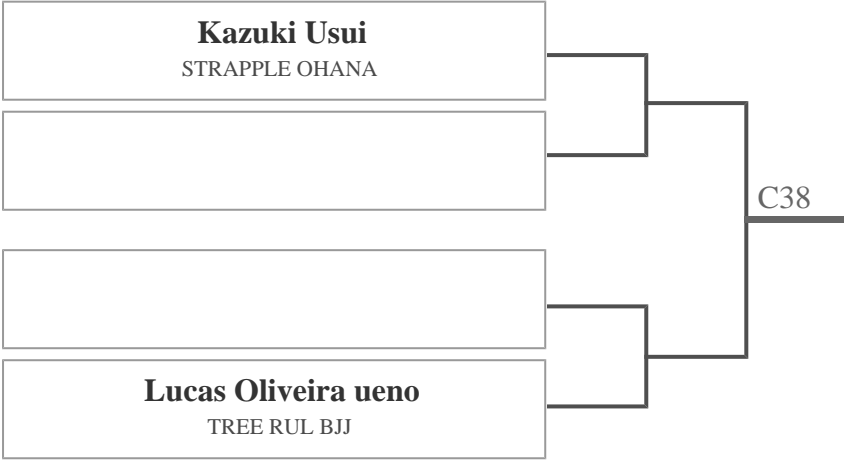 Kazuki Usui
STRAPPLE OHANA
C38
Lucas Oliveira ueno
TREE RUL BJJ